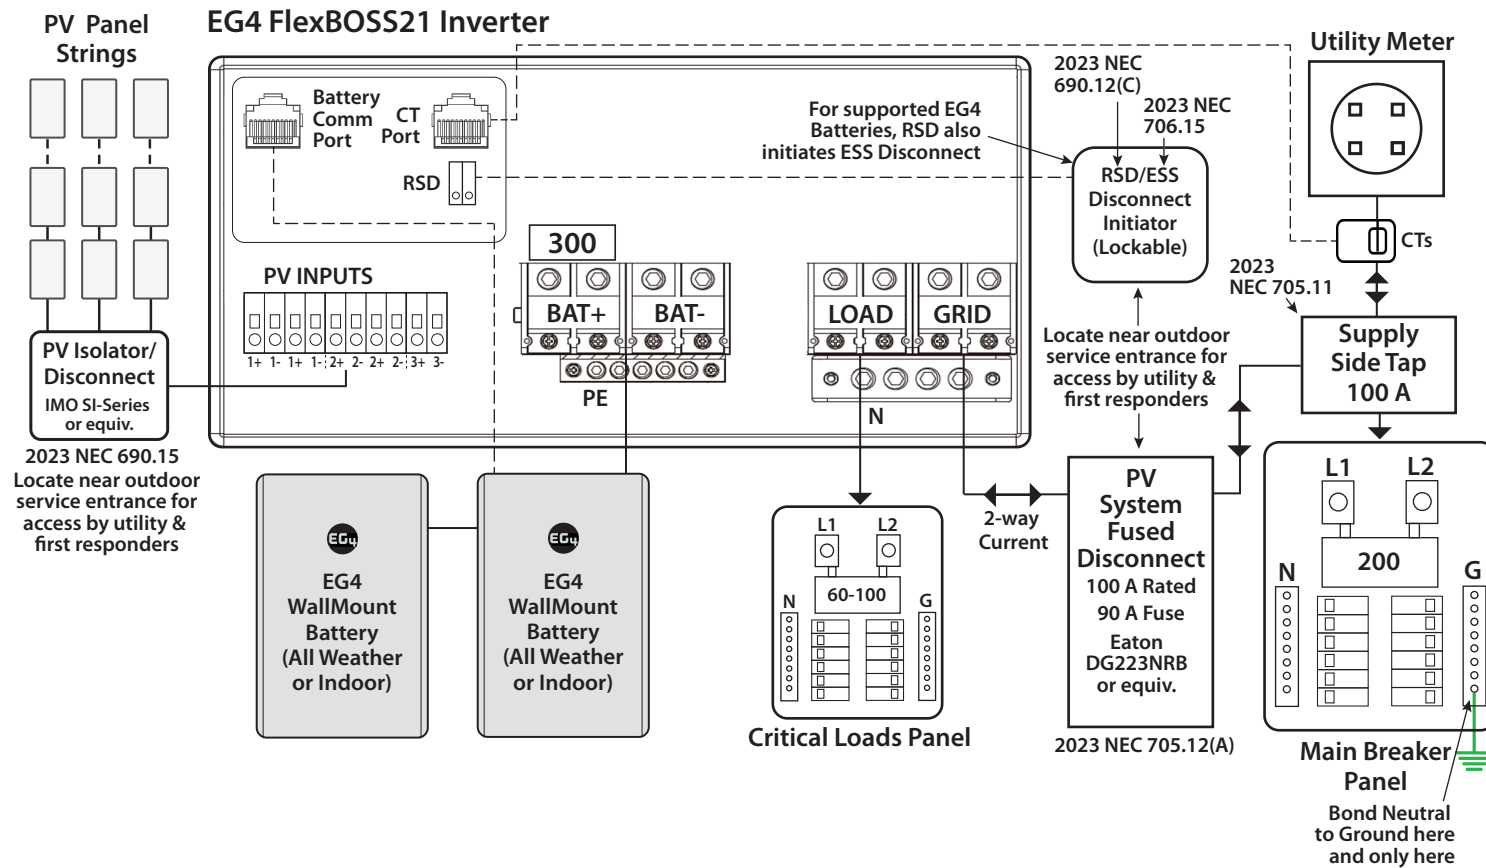 EG4 FlexBOSS21 Inverter
PV Panel
Strings
Battery
Comm
Port
CT
Port
RSD
For supported EG4
Batteries, RSD also
initiates ESS Disconnect
2023 NEC
690.12(C)
2023 NEC
706.15
RSD/ESS
Disconnect
Initiator
(Lockable)
Utility Meter
CTs
2023
NEC 705.11
Supply
Side Tap
100 A
PV INPUTS
1+ 1- 1+ 1- 2+ 2- 2+ 2- 3+ 3-
300
BAT+ BAT-
PE
LOAD GRID
N
Locate near outdoor
service entrance for
access by utility &
first responders
PV Isolator/
Disconnect
IMO SI-Series
or equiv.
2023 NEC 690.15
Locate near outdoor
service entrance for
access by utility &
first responders
EG4
EG4
WallMount
Battery
(All Weather
or Indoor)
EG4
EG4
WallMount
Battery
(All Weather
or Indoor)
L1 L2
60-100
N G
Critical Loads Panel
2-way
Current
PV
System
Fused
Disconnect
100 A Rated
90 A Fuse
Eaton
DG223NRB
or equiv.
2023 NEC 705.12(A)
L1 L2
200
N G
Main Breaker
Panel
Bond Neutral
to Ground here
and only here